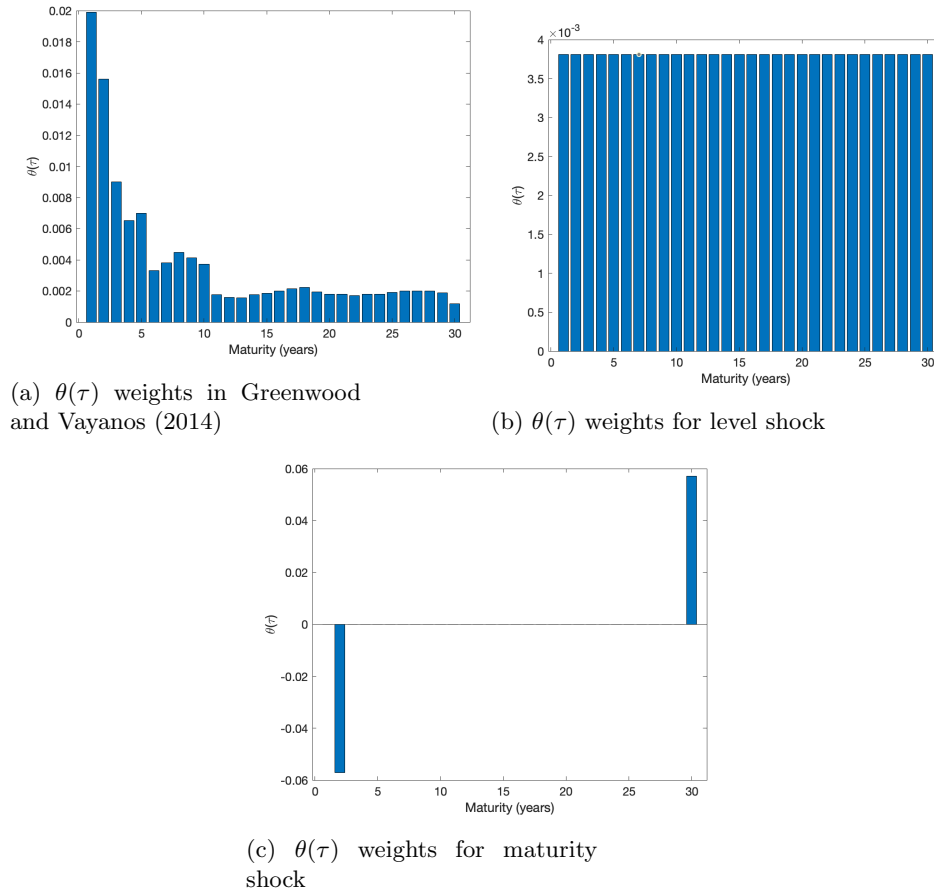 0.02
0.018
0.016
0.014
0.012
0.01
0.008
0.006
0.004
0.002
0
θ(τ)
0 5 10 15 20 25 30
Maturity (years)
(a) θ(τ) weights in Greenwood
and Vayanos (2014)
×10⁻³
4
3.5
3
2.5
2
1.5
1
0.5
0
θ(τ)
0 5 10 15 20 25 30
Maturity (years)
(b) θ(τ) weights for level shock
0.06
0.04
0.02
0
-0.02
-0.04
-0.06
θ(τ)
0 5 10 15 20 25 30
Maturity (years)
(c) θ(τ) weights for maturity
shock